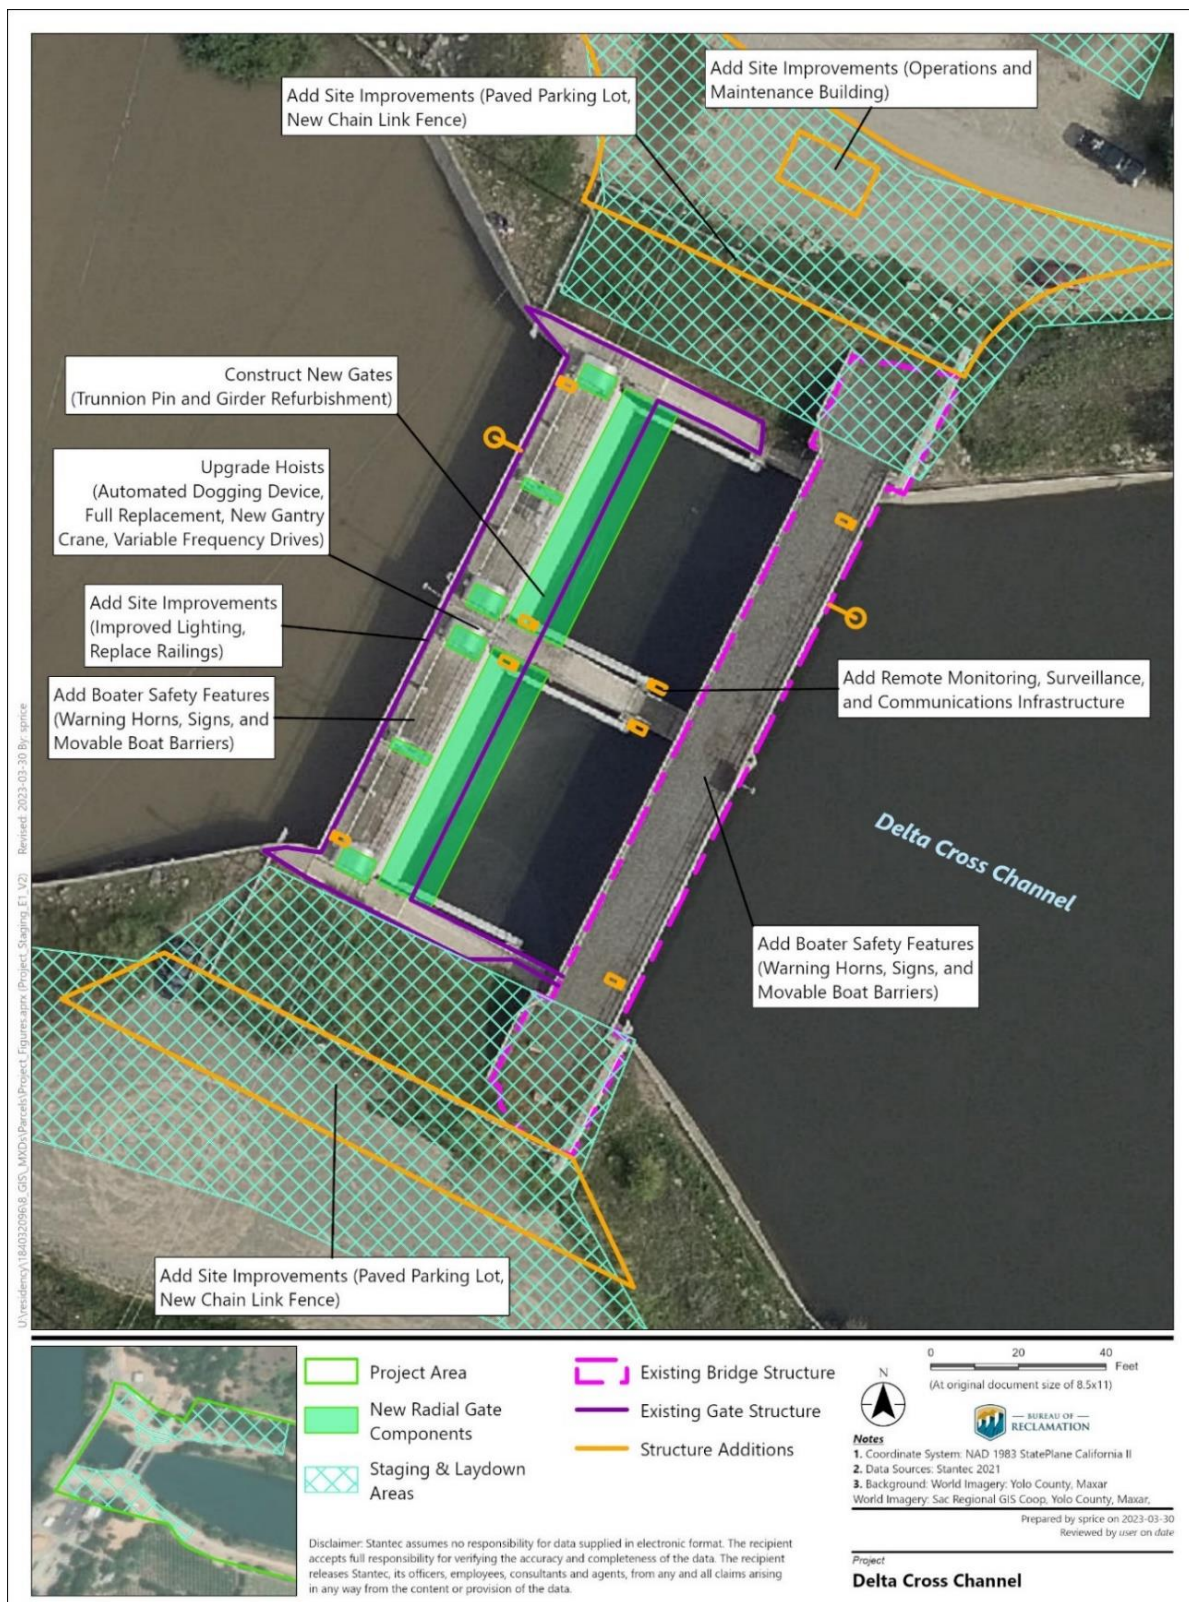 Add Site Improvements (Paved Parking Lot,
New Chain Link Fence)
Add Site Improvements (Operations and
Maintenance Building)
Construct New Gates
(Trunnion Pin and Girder Refurbishment)
Upgrade Hoists
(Automated Dogging Device,
Full Replacement, New Gantry
Crane, Variable Frequency Drives)
Add Site Improvements
(Improved Lighting,
Replace Railings)
Add Boater Safety Features
(Warning Horns, Signs, and
Movable Boat Barriers)
Add Remote Monitoring, Surveillance,
and Communications Infrastructure
Delta Cross Channel
Add Boater Safety Features
(Warning Horns, Signs, and
Movable Boat Barriers)
Add Site Improvements (Paved Parking Lot,
New Chain Link Fence)
U:\residency\184032096\8_GIS\_MXDs\Parcels\Project_Figures.aprx (Project_Staging_E1_V2) Revised: 2023-03-30 By: sprice
Project Area
New Radial Gate
Components
Staging & Laydown
Areas
Existing Bridge Structure
Existing Gate Structure
Structure Additions
Disclaimer: Stantec assumes no responsibility for data supplied in electronic format. The recipient
accepts full responsibility for verifying the accuracy and completeness of the data. The recipient
releases Stantec, its officers, employees, consultants and agents, from any and all claims arising
in any way from the content or provision of the data.
0 20 40
Feet
(At original document size of 8.5x11)
N
BUREAU OF
RECLAMATION
Notes
1. Coordinate System: NAD 1983 StatePlane California II
2. Data Sources: Stantec 2021
3. Background: World Imagery: Yolo County, Maxar
World Imagery: Sac Regional GIS Coop, Yolo County, Maxar,
Prepared by sprice on 2023-03-30
Reviewed by user on date
Project
Delta Cross Channel